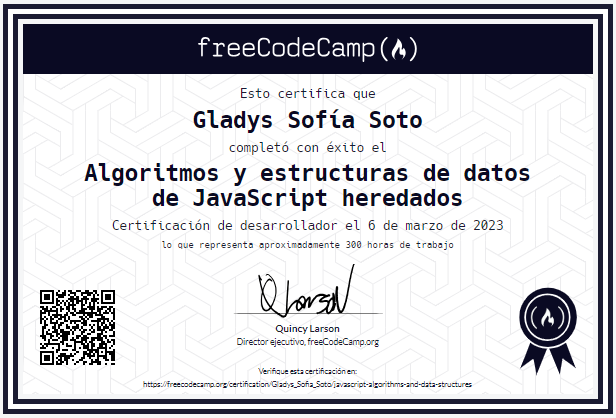 freeCodeCamp
Esto certifica que
Gladys Sofía Soto
completó con éxito el
Algoritmos y estructuras de datos
de JavaScript heredados
Certificación de desarrollador el 6 de marzo de 2023
lo que representa aproximadamente 300 horas de trabajo
Q Larson
Quincy Larson
Director ejecutivo, freeCodeCamp.org
Verifique esta certificación en:
https://freecodecamp.org/certification/Gladys_Sofia_Soto/javascript-algorithms-and-data-structures